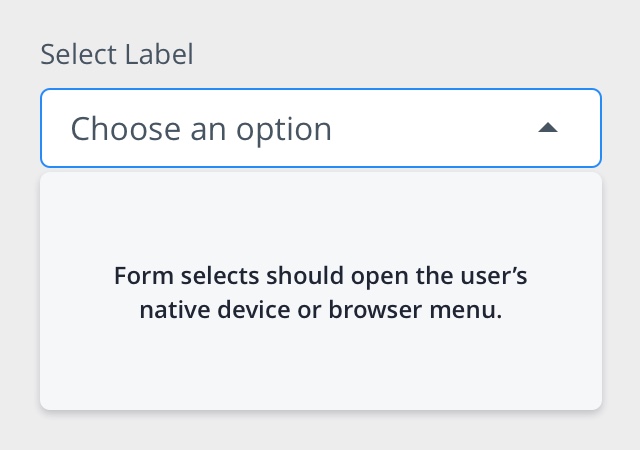 Select Label
Choose an option
Form selects should open the user’s
native device or browser menu.